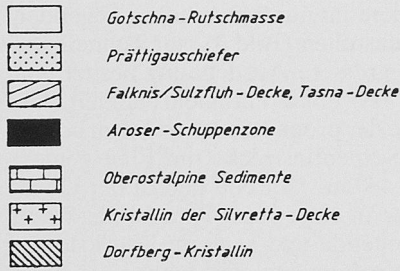 Gotschna-Rutschmasse
Prättigauschiefer
Falknis/Sulzfluh-Decke, Tasna-Decke
Aroser-Schuppenzone
Oberostalpine Sedimente
Kristallin der Silvretta-Decke
Dorfberg-Kristallin